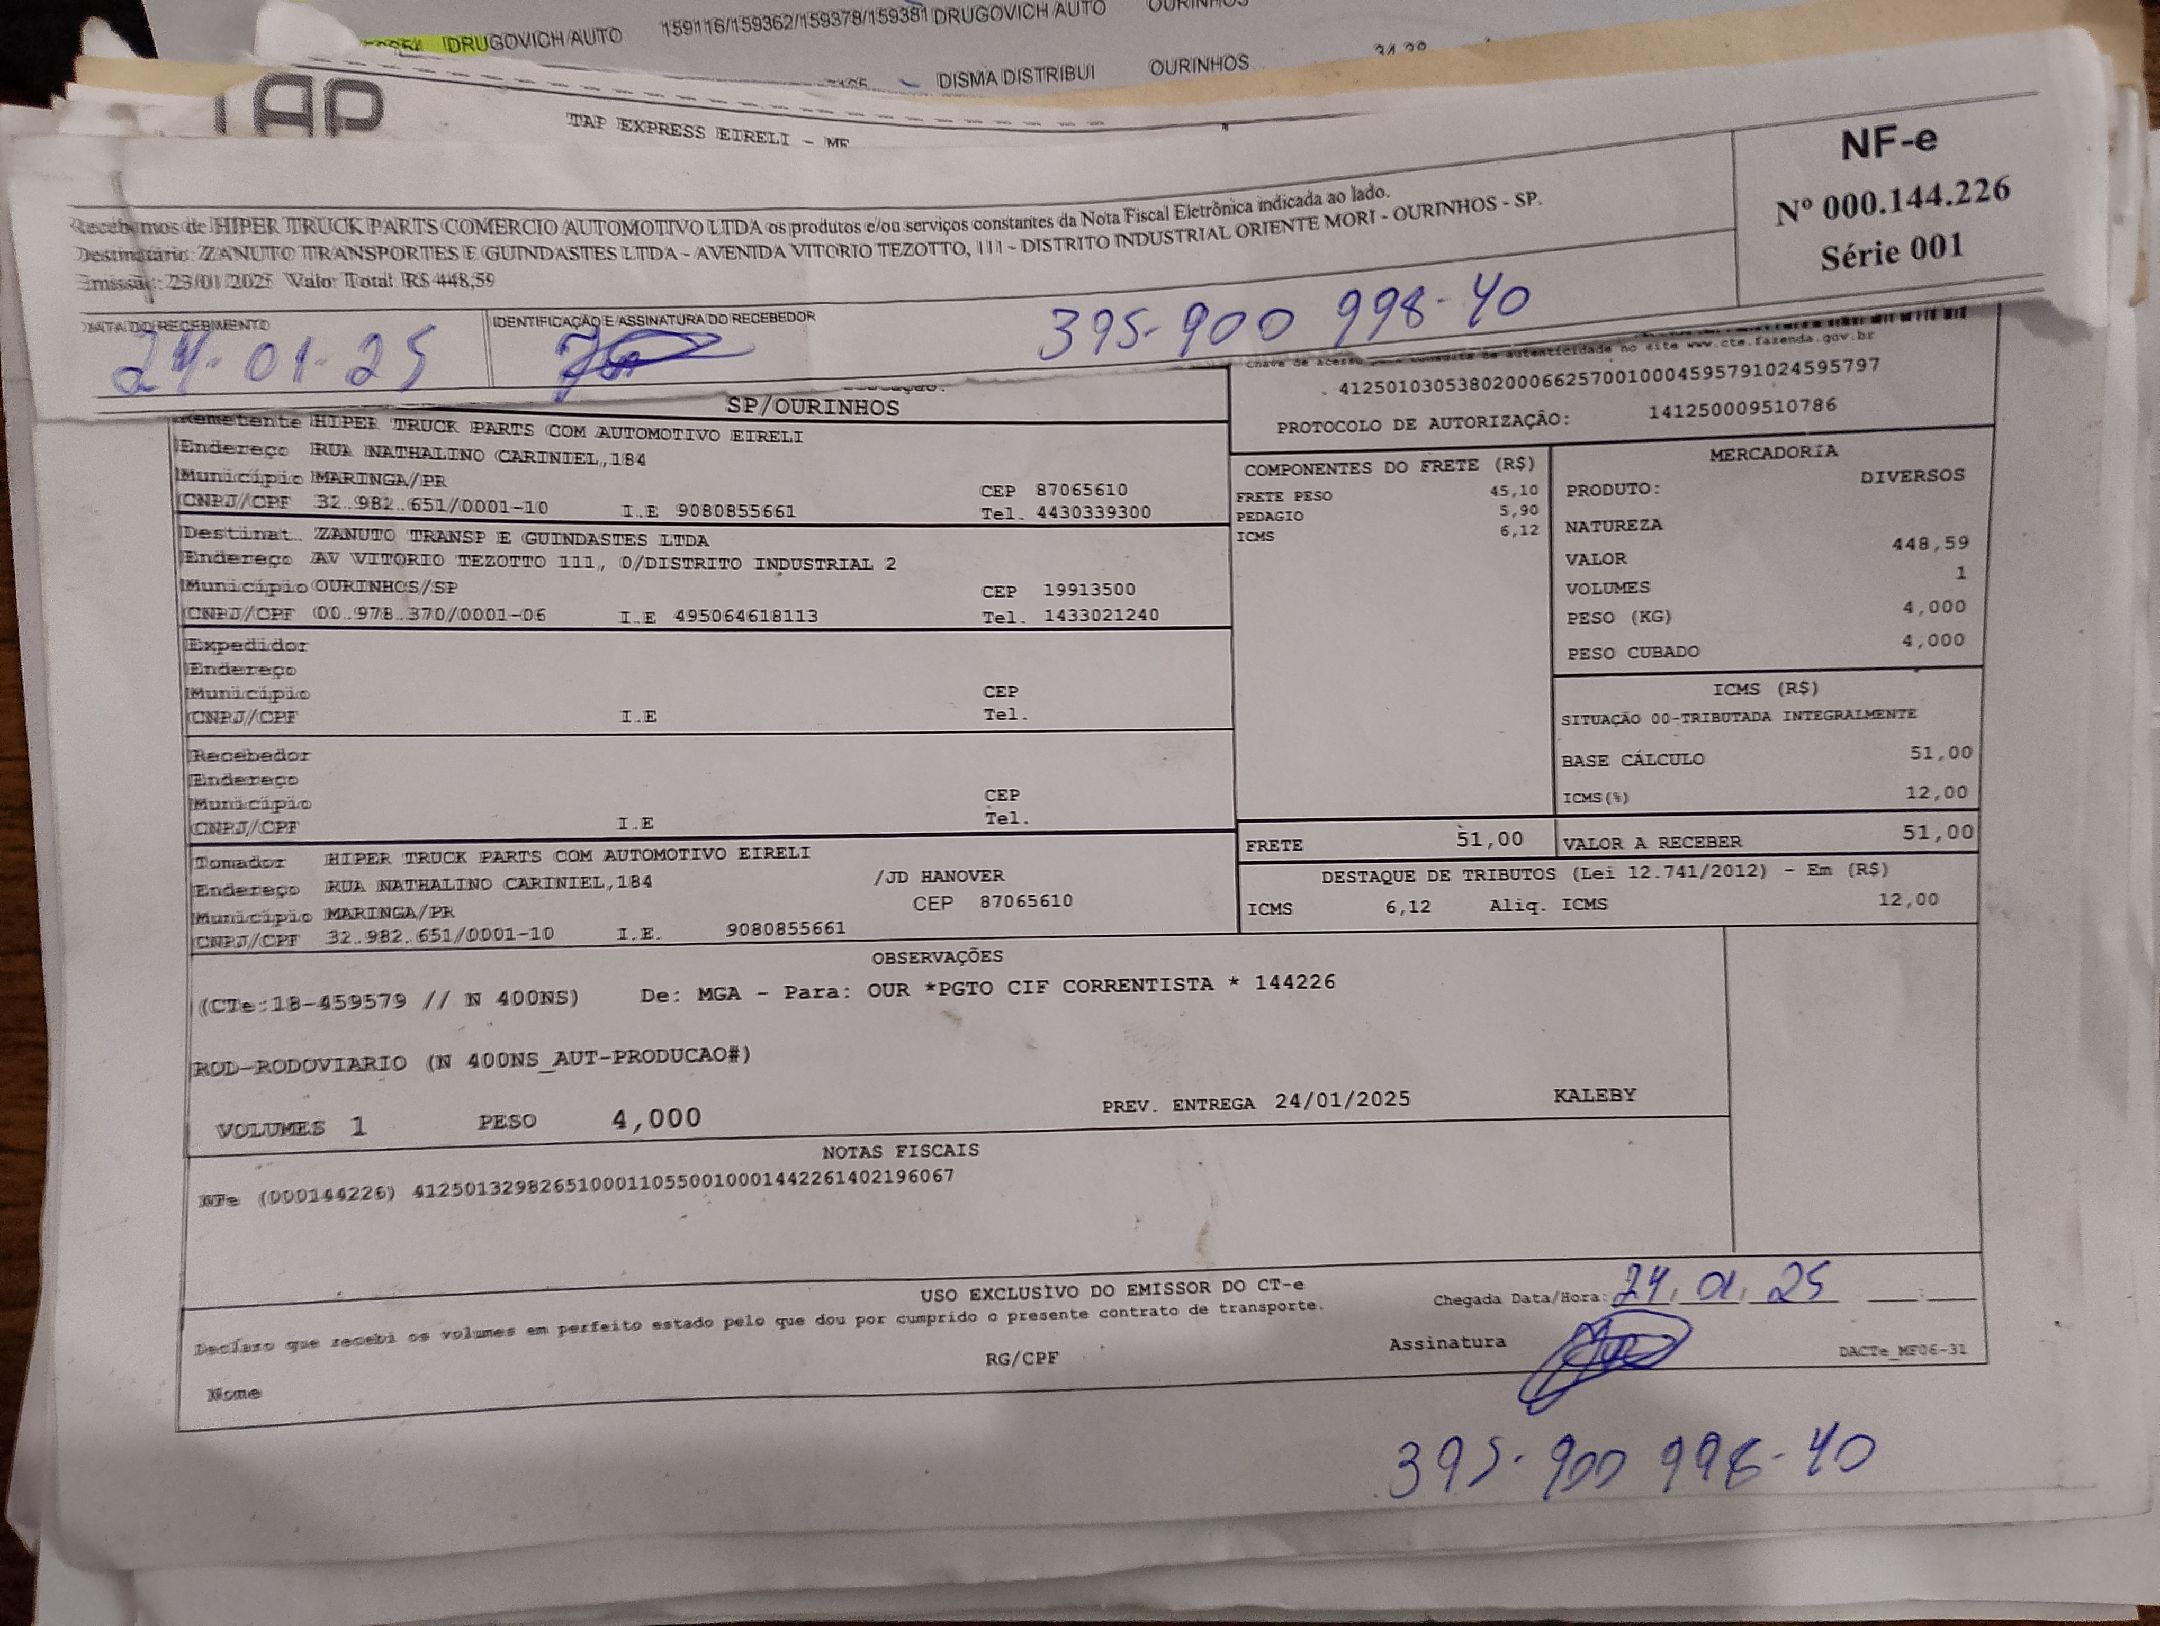 DRUGOVICH AUTO 159116/159362/159378/159381 DRUGOVICH AUTO OURINHOS
DISMA DISTRIBUI OURINHOS
TAP
TAP EXPRESS EIRELI - ME
Recebemos de HIPER TRUCK PARTS COMERCIO AUTOMOTIVO LTDA os produtos e/ou serviços constantes da Nota Fiscal Eletrônica indicada ao lado.
Destinatário: ZANUTO TRANSPORTES E GUINDASTES LTDA - AVENIDA VITORIO TEZOTTO, 111 - DISTRITO INDUSTRIAL ORIENTE MORI - OURINHOS - SP.
Emissão: 23/01/2025 Valor Total: R$ 448,59
NF-e
Nº 000.144.226
Série 001
DATA DO RECEBIMENTO
24-01-25
IDENTIFICAÇÃO E ASSINATURA DO RECEBEDOR
395-900 998-40
Chave de acesso para consulta de autenticidade no site www.cte.fazenda.gov.br
41250103053802000662570010004595791024595797
PROTOCOLO DE AUTORIZAÇÃO: 141250009510786
SP/OURINHOS
Remetente HIPER TRUCK PARTS COM AUTOMOTIVO EIRELI
Endereço RUA NATHALINO CARINIEL,184
Município MARINGA/PR CEP 87065610
CNPJ/CPF 32.982.651/0001-10 I.E 9080855661 Tel. 4430339300
Destinat. ZANUTO TRANSP E GUINDASTES LTDA
Endereço AV VITORIO TEZOTTO 111, 0/DISTRITO INDUSTRIAL 2
Município OURINHOS/SP CEP 19913500
CNPJ/CPF 00.978.370/0001-06 I.E 495064618113 Tel. 1433021240
Expedidor
Endereço
Município CEP
CNPJ/CPF I.E Tel.
Recebedor
Endereço
Município CEP
CNPJ/CPF I.E Tel.
Tomador HIPER TRUCK PARTS COM AUTOMOTIVO EIRELI
Endereço RUA NATHALINO CARINIEL,184 /JD HANOVER
Município MARINGA/PR CEP 87065610
CNPJ/CPF 32.982.651/0001-10 I.E. 9080855661
COMPONENTES DO FRETE (R$)
FRETE PESO 45,10
PEDAGIO 5,90
ICMS 6,12
MERCADORIA
PRODUTO: DIVERSOS
NATUREZA
VALOR 448,59
VOLUMES 1
PESO (KG) 4,000
PESO CUBADO 4,000
ICMS (R$)
SITUAÇÃO 00-TRIBUTADA INTEGRALMENTE
BASE CÁLCULO 51,00
ICMS(%) 12,00
FRETE 51,00 VALOR A RECEBER 51,00
DESTAQUE DE TRIBUTOS (Lei 12.741/2012) - Em (R$)
ICMS 6,12 Aliq. ICMS 12,00
OBSERVAÇÕES
(CTe:18-459579 // N 400NS) De: MGA - Para: OUR *PGTO CIF CORRENTISTA * 144226
ROD-RODOVIARIO (N 400NS_AUT-PRODUCAO#)
VOLUMES 1 PESO 4,000 PREV. ENTREGA 24/01/2025 KALEBY
NOTAS FISCAIS
NFe (000144226) 41250132982651000110550010001442261402196067
USO EXCLUSIVO DO EMISSOR DO CT-e
Declaro que recebi os volumes em perfeito estado pelo que dou por cumprido o presente contrato de transporte.
Chegada Data/Hora: 24, 01, 25
Nome RG/CPF Assinatura
DACTe_MF06-31
395-900 998-40